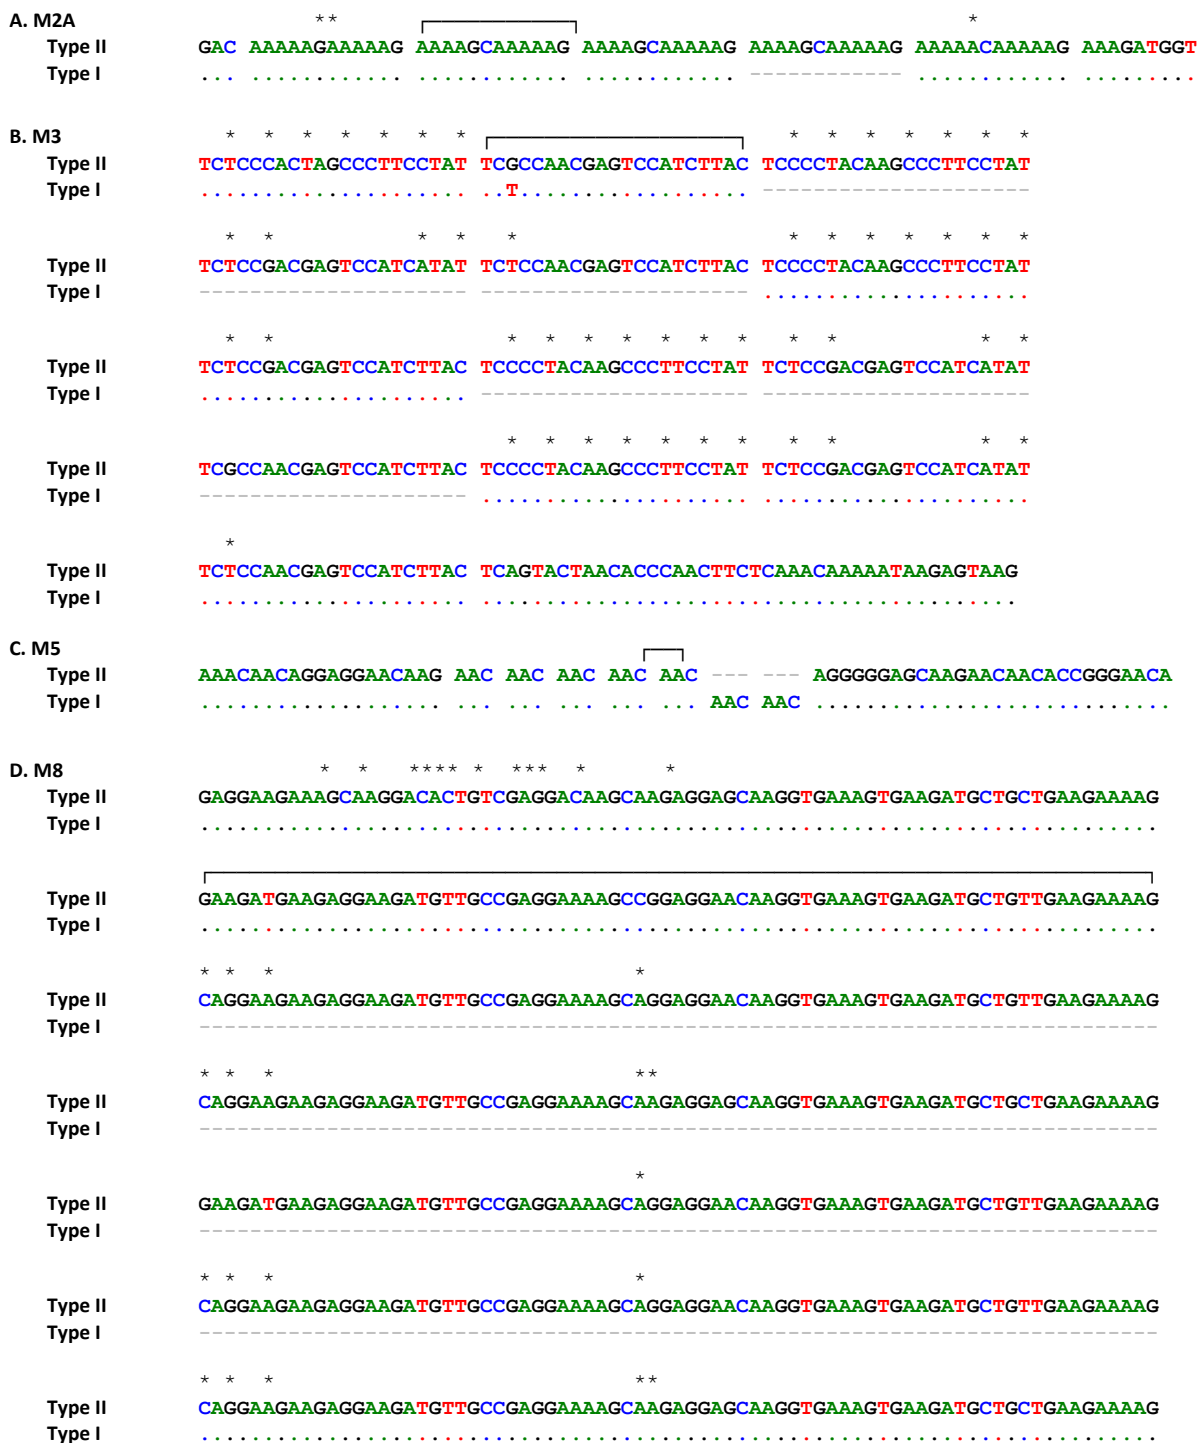 A. M2A
** *
Type II GAC AAAAAGAAAAAG AAAAGCAAAAAG AAAAGCAAAAAG AAAAGCAAAAAG AAAAACAAAAAG AAAGATGGT
Type I ... ............ ............ ............ ------------ ............ .........
B. M3
* * * * * * * * * * * * * *
Type II TCTCCCACTAGCCCTTCCTAT TCGCCAACGAGTCCATCTTAC TCCCCTACAAGCCCTTCCTAT
Type I ..................... ..T.................. ---------------------
* * * * * * * * * * * *
Type II TCTCCGACGAGTCCATCATAT TCTCCAACGAGTCCATCTTAC TCCCCTACAAGCCCTTCCTAT
Type I --------------------- --------------------- .....................
* * * * * * * * * * * * *
Type II TCTCCGACGAGTCCATCTTAC TCCCCTACAAGCCCTTCCTAT TCTCCGACGAGTCCATCATAT
Type I ..................... --------------------- ---------------------
* * * * * * * * * * *
Type II TCGCCAACGAGTCCATCTTAC TCCCCTACAAGCCCTTCCTAT TCTCCGACGAGTCCATCATAT
Type I --------------------- ..................... .....................
*
Type II TCTCCAACGAGTCCATCTTAC TCAGTACTAACACCCAACTTCTCAAACAAAAATAAGAGTAAG
Type I ..................... ..........................................
C. M5
Type II AAACAACAGGAGGAACAAG AAC AAC AAC AAC AAC --- --- AGGGGGAGCAAGAACAACACCGGGAACA
Type I ................... ... ... ... ... ... AAC AAC ............................
D. M8
* * **** * *** * *
Type II GAGGAAGAAAGCAAGGACACTGTCGAGGACAAGCAAGAGGAGCAAGGTGAAAGTGAAGATGCTGCTGAAGAAAAG
Type I ...........................................................................
Type II GAAGATGAAGAGGAAGATGTTGCCGAGGAAAAGCCGGAGGAACAAGGTGAAAGTGAAGATGCTGTTGAAGAAAAG
Type I ...........................................................................
* * * *
Type II CAGGAAGAAGAGGAAGATGTTGCCGAGGAAAAGCAGGAGGAACAAGGTGAAAGTGAAGATGCTGTTGAAGAAAAG
Type I ---------------------------------------------------------------------------
* * * **
Type II CAGGAAGAAGAGGAAGATGTTGCCGAGGAAAAGCAAGAGGAGCAAGGTGAAAGTGAAGATGCTGCTGAAGAAAAG
Type I ---------------------------------------------------------------------------
*
Type II GAAGATGAAGAGGAAGATGTTGCCGAGGAAAAGCAGGAGGAACAAGGTGAAAGTGAAGATGCTGTTGAAGAAAAG
Type I ---------------------------------------------------------------------------
* * * *
Type II CAGGAAGAAGAGGAAGATGTTGCCGAGGAAAAGCAGGAGGAACAAGGTGAAAGTGAAGATGCTGTTGAAGAAAAG
Type I ---------------------------------------------------------------------------
* * * **
Type II CAGGAAGAAGAGGAAGATGTTGCCGAGGAAAAGCAAGAGGAGCAAGGTGAAAGTGAAGATGCTGCTGAAGAAAAG
Type I ...........................................................................